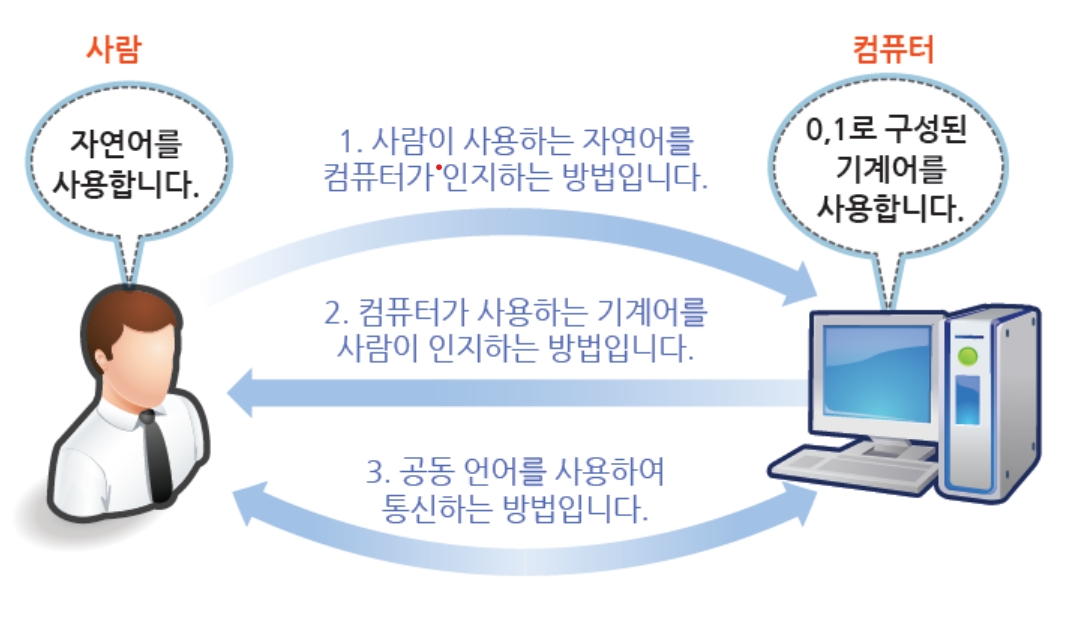 사람
컴퓨터
자연어를
사용합니다.
0,1로 구성된
기계어를
사용합니다.
1. 사람이 사용하는 자연어를
컴퓨터가 인지하는 방법입니다.
2. 컴퓨터가 사용하는 기계어를
사람이 인지하는 방법입니다.
3. 공동 언어를 사용하여
통신하는 방법입니다.